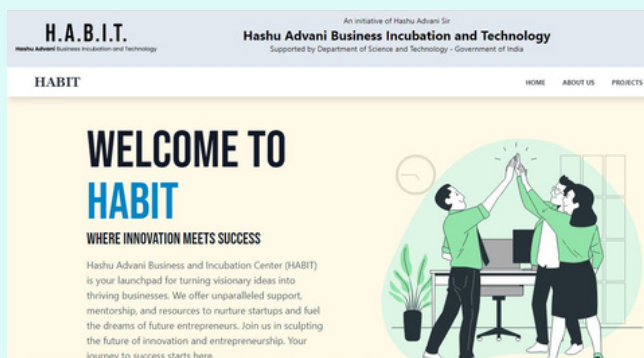 H.A.B.I.T.
Hashu Advani Business Incubation and Technology
An initiative of Hashu Advani Sir
Hashu Advani Business Incubation and Technology
Supported by Department of Science and Technology - Government of India
HABIT
HOME ABOUT US PROJECTS
WELCOME TO
HABIT
WHERE INNOVATION MEETS SUCCESS
Hashu Advani Business and Incubation Center (HABIT)
is your launchpad for turning visionary ideas into
thriving businesses. We offer unparalleled support,
mentorship, and resources to nurture startups and fuel
the dreams of future entrepreneurs. Join us in sculpting
the future of innovation and entrepreneurship. Your
journey to success starts here.